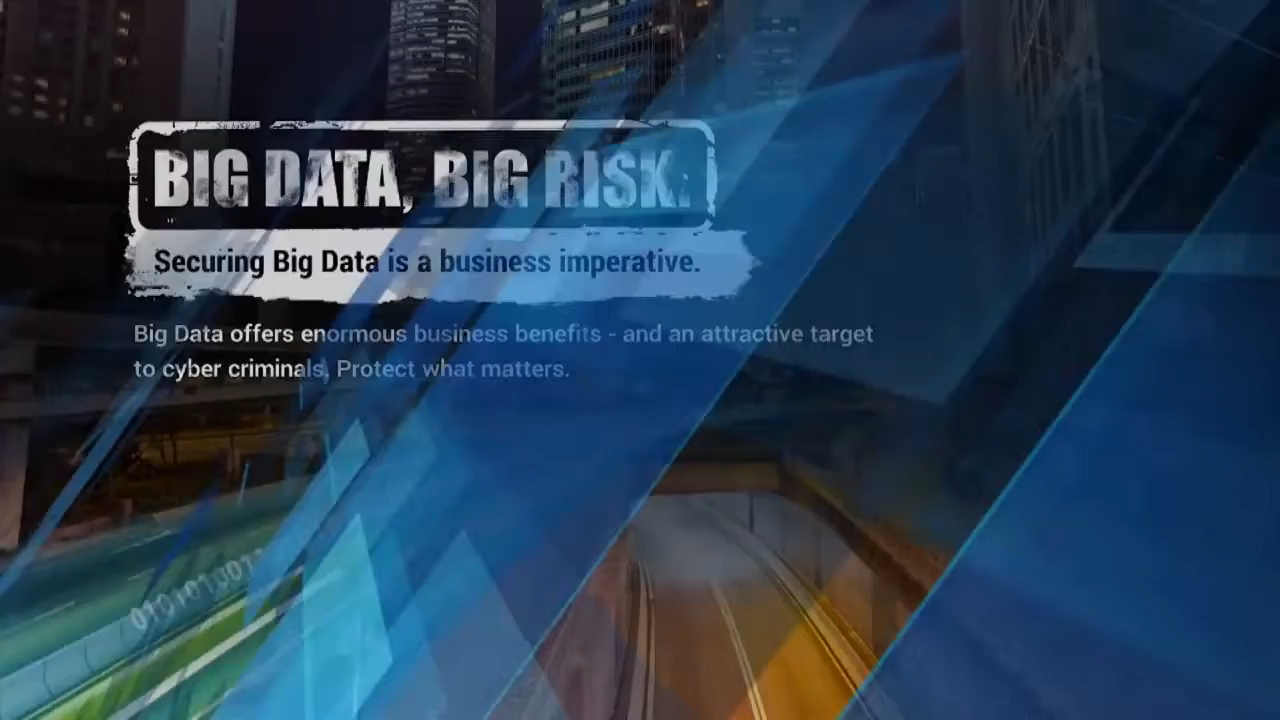 BIG DATA, BIG RISK.
Securing Big Data is a business imperative.
Big Data offers enormous business benefits - and an attractive target
to cyber criminals. Protect what matters.